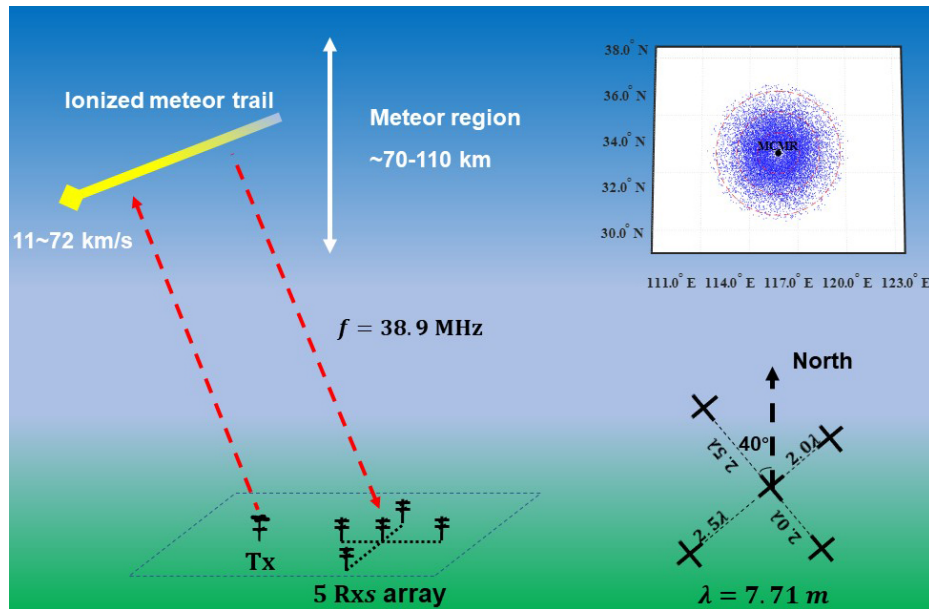 Ionized meteor trail
Meteor region
~70-110 km
11~72 km/s
f = 38.9 MHz
Tx
5 Rxs array
38.0° N
36.0° N
34.0° N
32.0° N
30.0° N
MCMR
111.0° E 114.0° E 117.0° E 120.0° E 123.0° E
North
40°
2.5λ
2.0λ
2.5λ
2.0λ
λ = 7.71 m